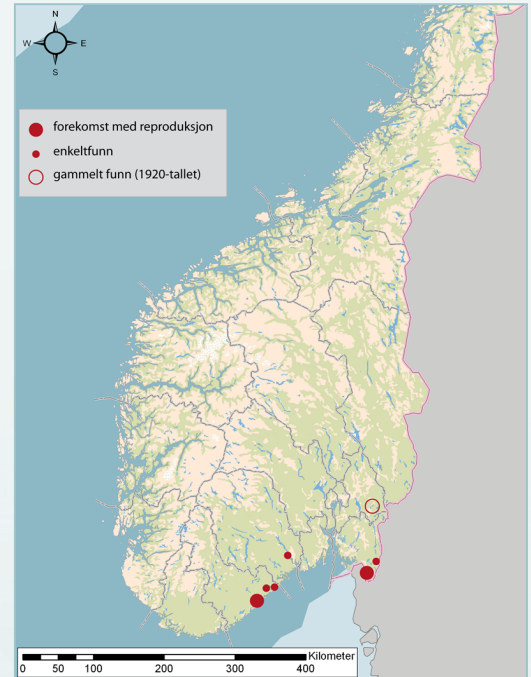 N
W E
S
forekomst med reproduksjon
enkeltfunn
gammelt funn (1920-tallet)
Kilometer
0 50 100 200 300 400